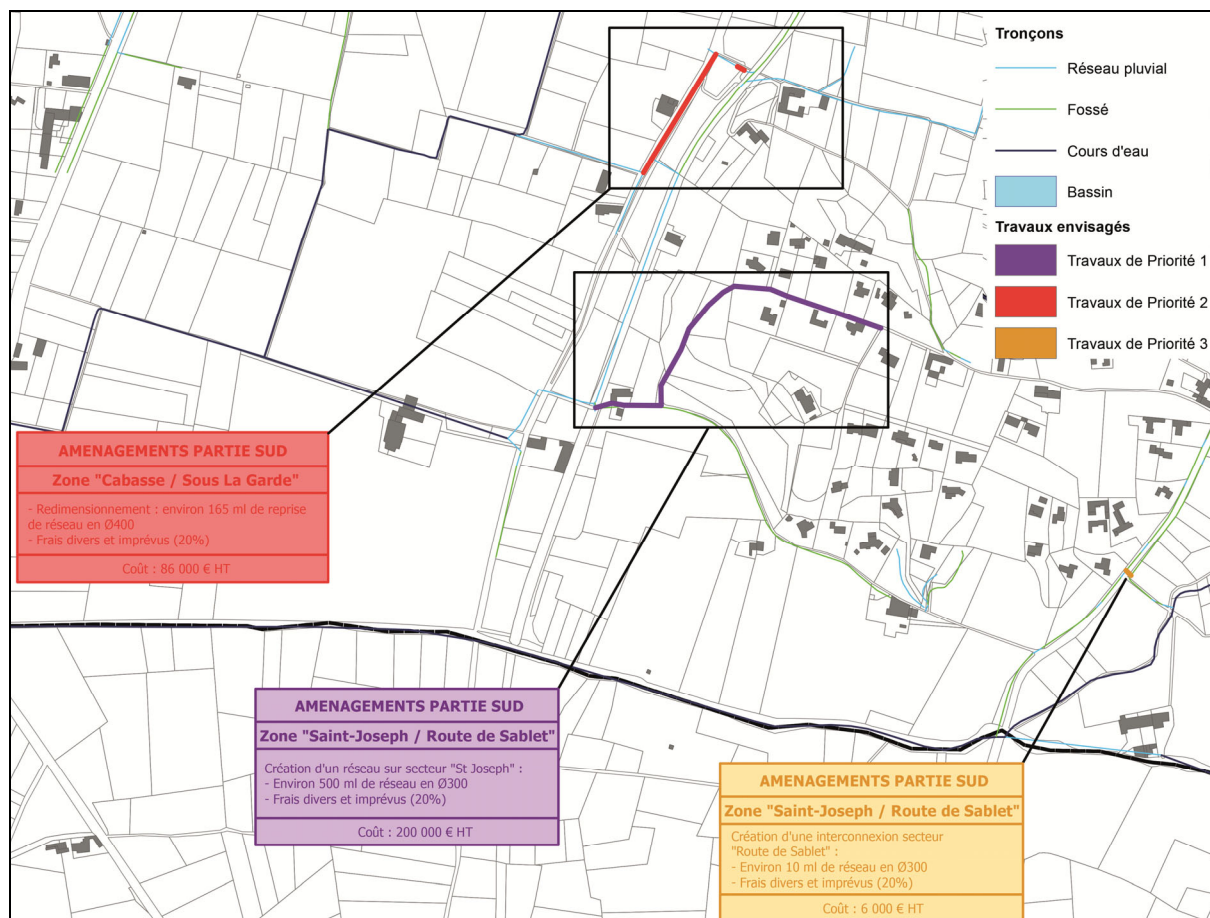 Tronçons
Réseau pluvial
Fossé
Cours d'eau
Bassin
Travaux envisagés
Travaux de Priorité 1
Travaux de Priorité 2
Travaux de Priorité 3
AMENAGEMENTS PARTIE SUD
Zone "Cabasse / Sous La Garde"
- Redimensionnement : environ 165 ml de reprise
de réseau en Ø400
- Frais divers et imprévus (20%)
Coût : 86 000 € HT
AMENAGEMENTS PARTIE SUD
Zone "Saint-Joseph / Route de Sablet"
Création d'un réseau sur secteur "St Joseph" :
- Environ 500 ml de réseau en Ø300
- Frais divers et imprévus (20%)
Coût : 200 000 € HT
AMENAGEMENTS PARTIE SUD
Zone "Saint-Joseph / Route de Sablet"
Création d'une interconnexion secteur
"Route de Sablet" :
- Environ 10 ml de réseau en Ø300
- Frais divers et imprévus (20%)
Coût : 6 000 € HT